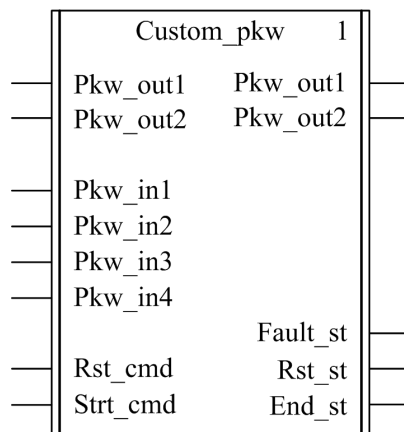 Custom_pkw 1
Pkw_out1 Pkw_out1
Pkw_out2 Pkw_out2
Pkw_in1
Pkw_in2
Pkw_in3
Pkw_in4
Fault_st
Rst_cmd Rst_st
Strt_cmd End_st